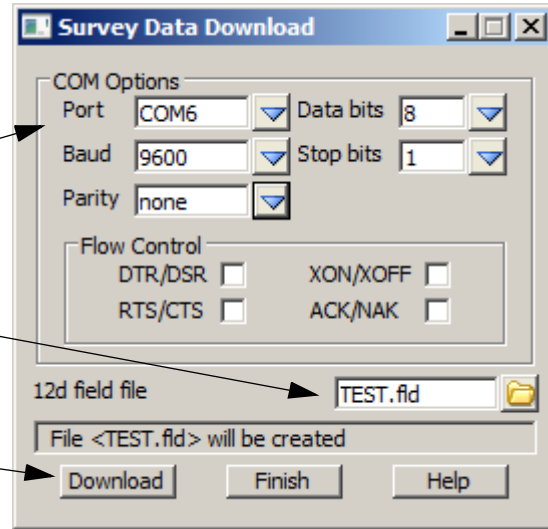 Survey Data Download
COM Options
Port COM6 Data bits 8
Baud 9600 Stop bits 1
Parity none
Flow Control
DTR/DSR XON/XOFF
RTS/CTS ACK/NAK
12d field file TEST.fld
File <TEST.fld> will be created
Download Finish Help